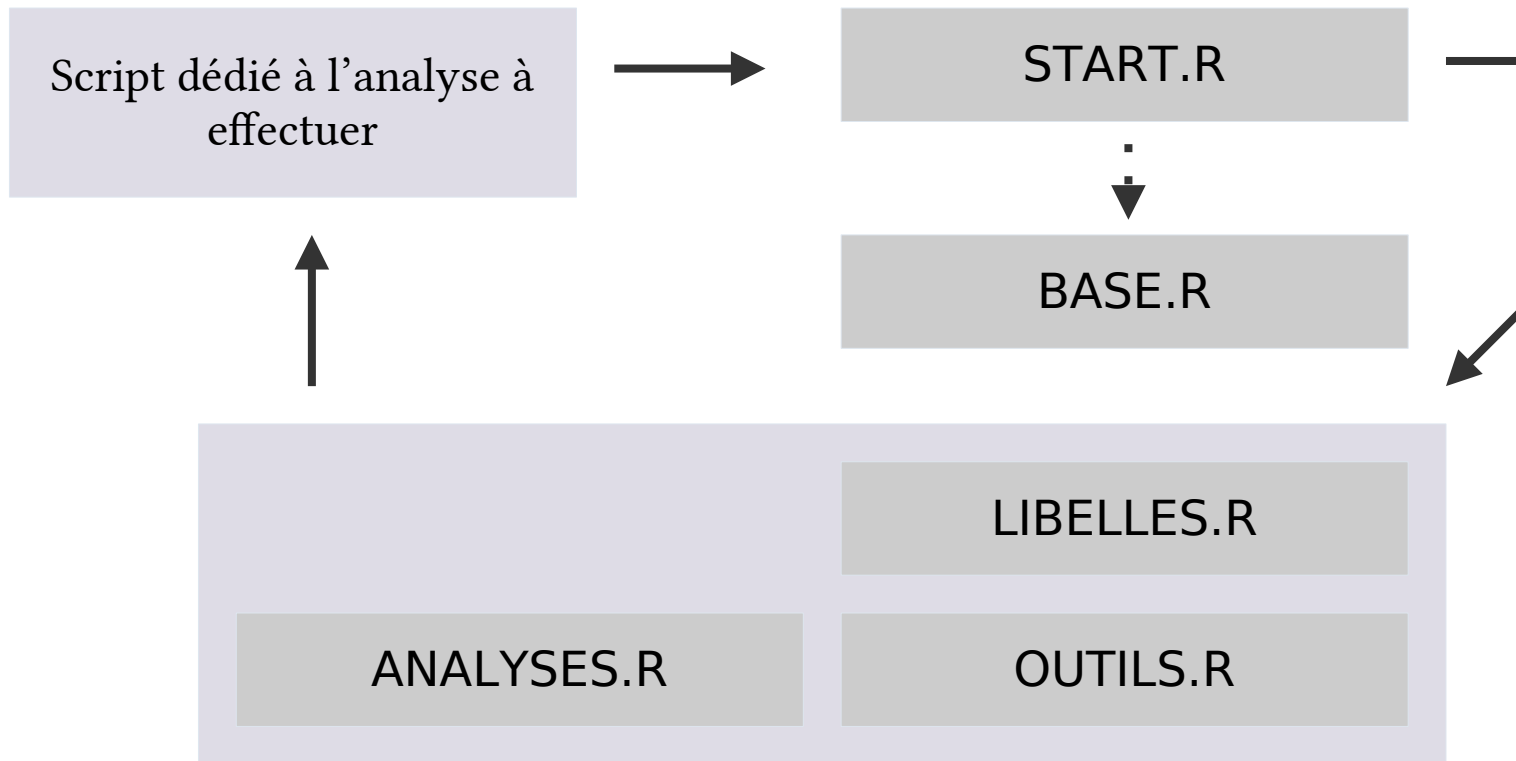 Script dédié à l’analyse à
effectuer
START.R
BASE.R
LIBELLES.R
ANALYSES.R
OUTILS.R